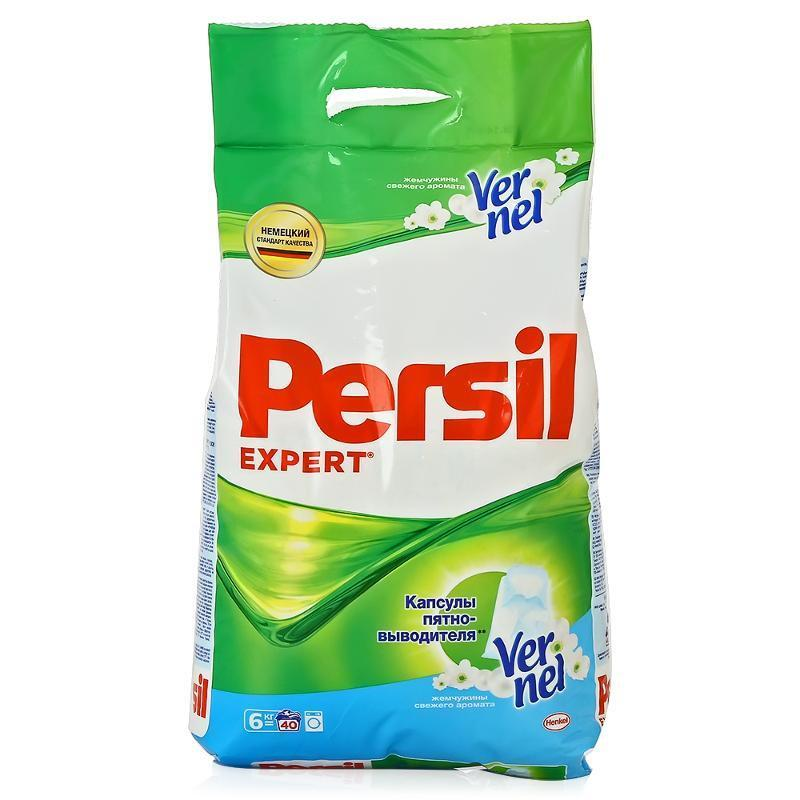 жемчужины
свежего аромата
Ver
nel
НЕМЕЦКИЙ
СТАНДАРТ КАЧЕСТВА
Persil
EXPERT®
Капсулы
пятно-
выводителя**
Ver
nel
жемчужины
свежего аромата
6 кг = 40
Henkel
sil
Persi